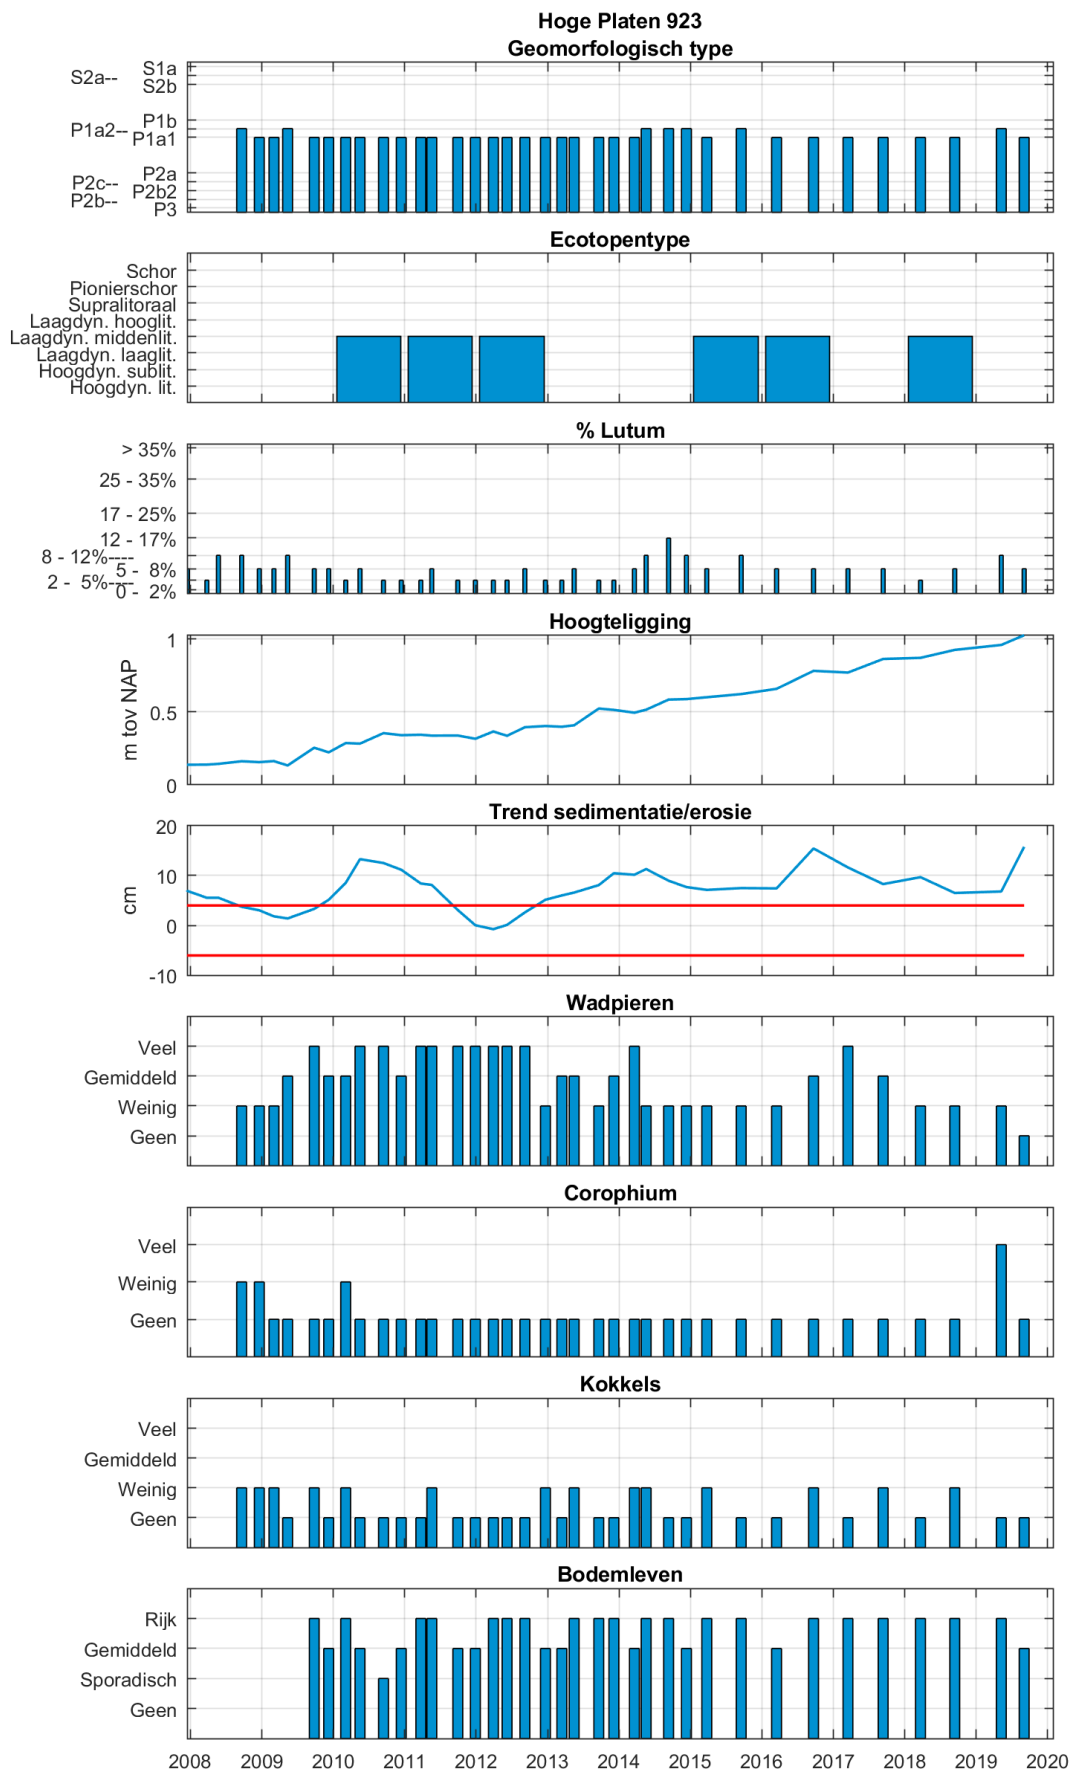 Hoge Platen 923
Geomorfologisch type
S1a
S2a--
S2b
P1b
P1a2--
P1a1
P2a
P2c--
P2b2
P2b--
P3
Ecotopentype
Schor
Pionierschor
Supralitoraal
Laagdyn. hooglit.
Laagdyn. middenlit.
Laagdyn. laaglit.
Hoogdyn. sublit.
Hoogdyn. lit.
% Lutum
> 35%
25 - 35%
17 - 25%
12 - 17%
8 - 12%----
5 - 8%
2 - 5%----
0 - 2%
Hoogteligging
1
0.5
0
m tov NAP
Trend sedimentatie/erosie
20
10
0
-10
cm
Wadpieren
Veel
Gemiddeld
Weinig
Geen
Corophium
Veel
Weinig
Geen
Kokkels
Veel
Gemiddeld
Weinig
Geen
Bodemleven
Rijk
Gemiddeld
Sporadisch
Geen
2008 2009 2010 2011 2012 2013 2014 2015 2016 2017 2018 2019 2020